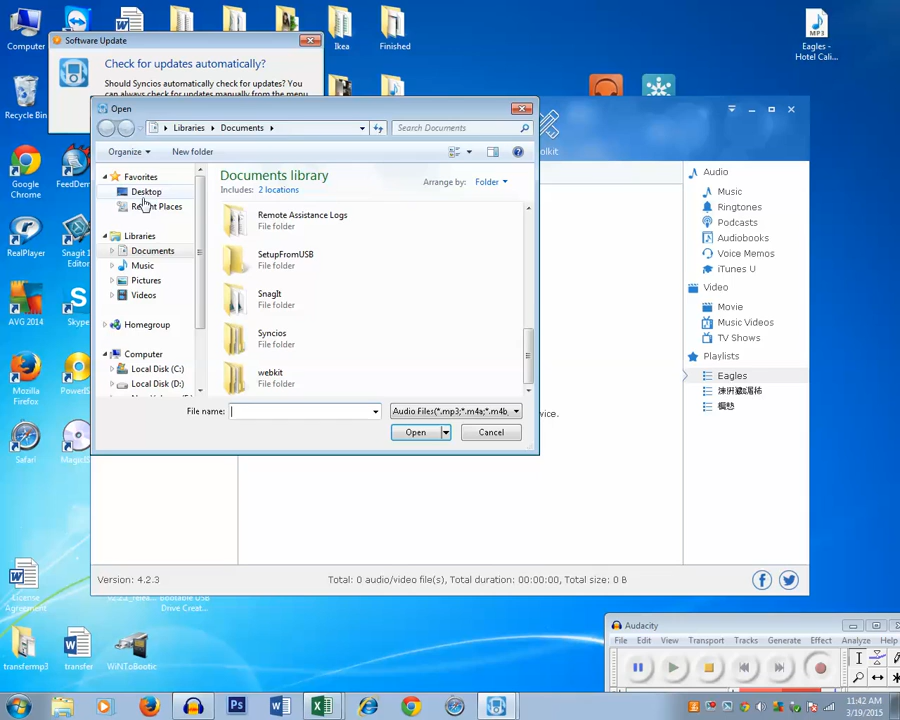 Computer
Ikea
Finished
Eagles -
Hotel Cali...
Software Update
Check for updates automatically?
Should Syncios automatically check for updates? You
can always check for updates manually from the menu
Recycle Bin
Open
Libraries
Documents
Search Documents
Organize
New folder
Favorites
Desktop
Recent Places
Libraries
Documents
Music
Pictures
Videos
Homegroup
Computer
Local Disk (C:)
Local Disk (D:)
Documents library
Includes: 2 locations
Arrange by: Folder
Remote Assistance Logs
File folder
SetupFromUSB
File folder
SnagIt
File folder
Syncios
File folder
webkit
File folder
File name:
Audio Files(*.mp3;*.m4a;*.m4b,
Open
Cancel
Audio
Music
Ringtones
Podcasts
Audiobooks
Voice Memos
iTunes U
Video
Movie
Music Videos
TV Shows
Playlists
Eagles
Version: 4.2.3
Total: 0 audio/video file(s), Total duration: 00:00:00, Total size: 0 B
Google
Chrome
FeedDem
RealPlayer
Snagit
Editor
AVG 2014
Skype
Mozilla
Firefox
PowerIS
Safari
MagicIS
License
Agreement
Bootable USB
Drive Creat...
transfermp3
transfer
WiNToBootic
Audacity
File Edit View Transport Tracks Generate Effect Analyze Help
11:42 AM
3/19/2015